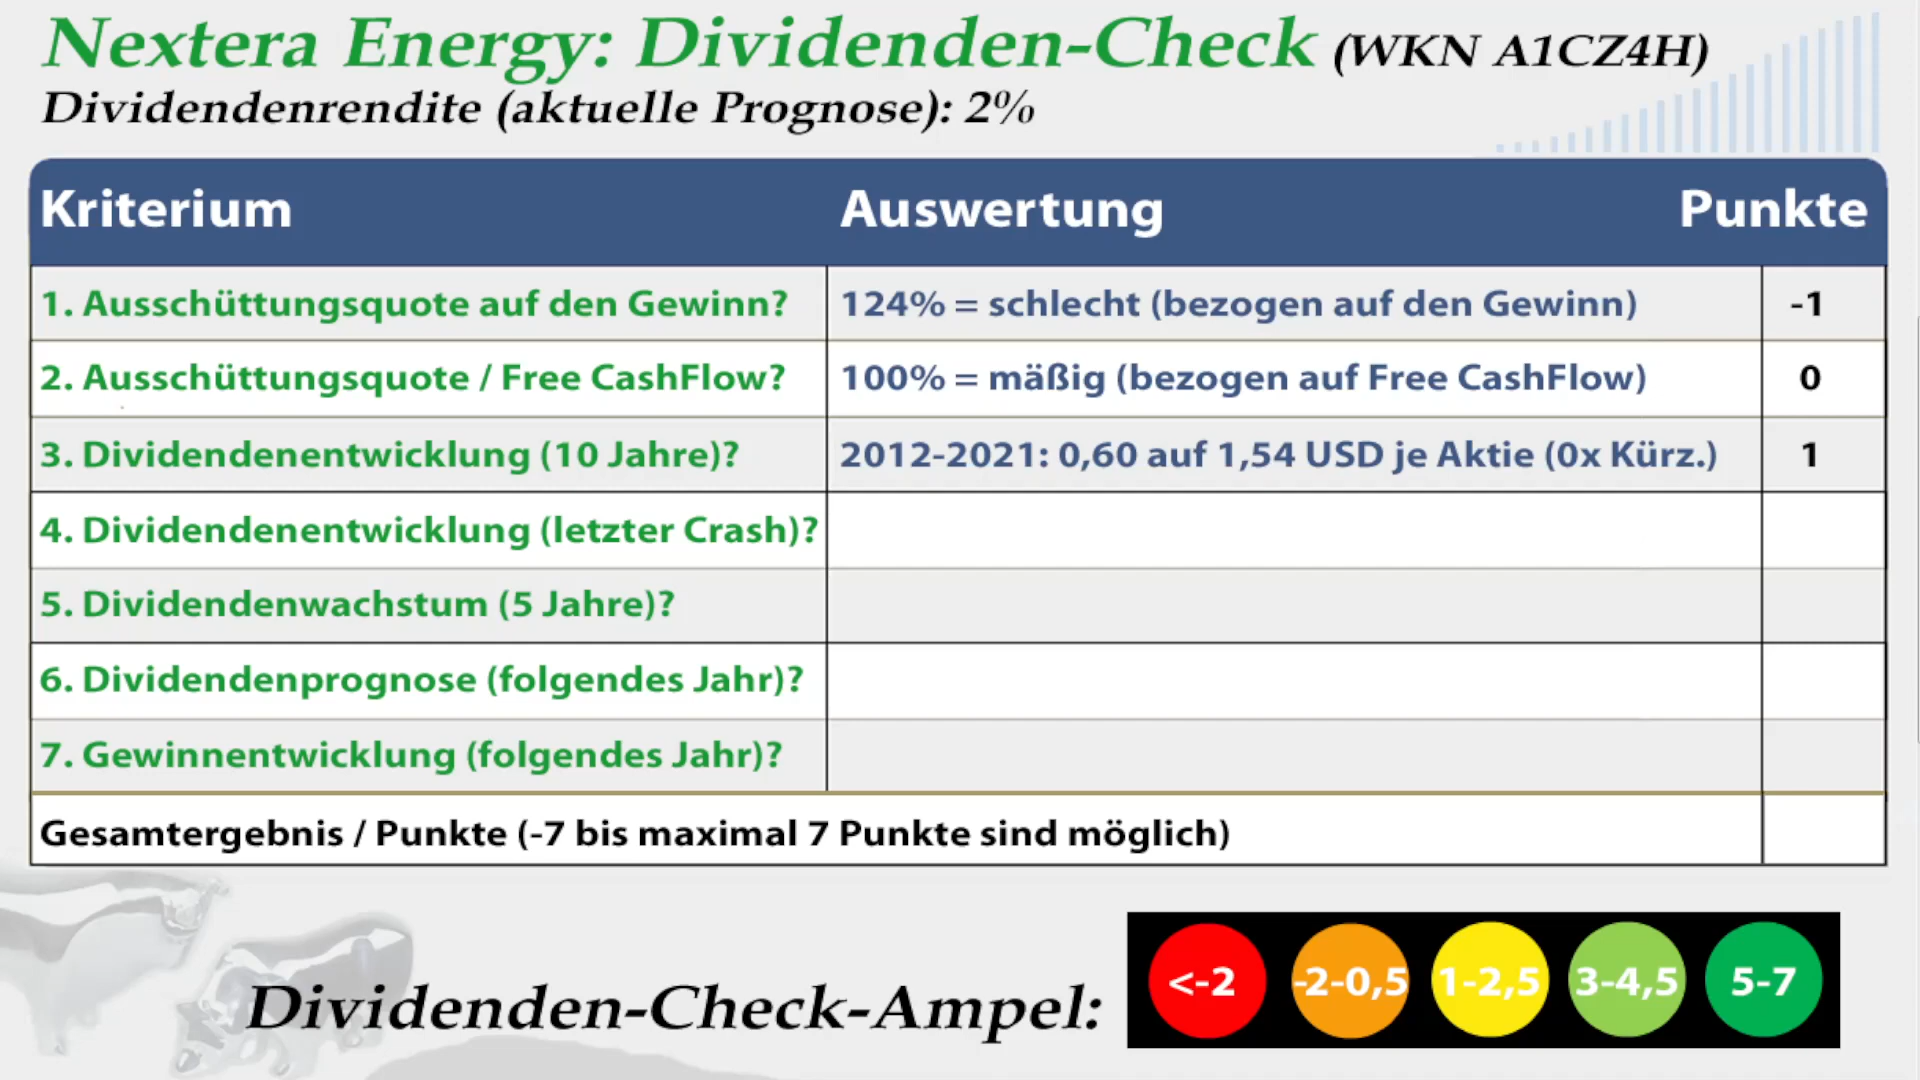 Nextera Energy: Dividenden-Check (WKN A1CZ4H)
Dividendenrendite (aktuelle Prognose): 2%
Kriterium Auswertung Punkte
1. Ausschüttungsquote auf den Gewinn? 124% = schlecht (bezogen auf den Gewinn) -1
2. Ausschüttungsquote / Free CashFlow? 100% = mäßig (bezogen auf Free CashFlow) 0
3. Dividendenentwicklung (10 Jahre)? 2012-2021: 0,60 auf 1,54 USD je Aktie (0x Kürz.) 1
4. Dividendenentwicklung (letzter Crash)?
5. Dividendenwachstum (5 Jahre)?
6. Dividendenprognose (folgendes Jahr)?
7. Gewinnentwicklung (folgendes Jahr)?
Gesamtergebnis / Punkte (-7 bis maximal 7 Punkte sind möglich)
Dividenden-Check-Ampel: <-2 -2-0,5 1-2,5 3-4,5 5-7